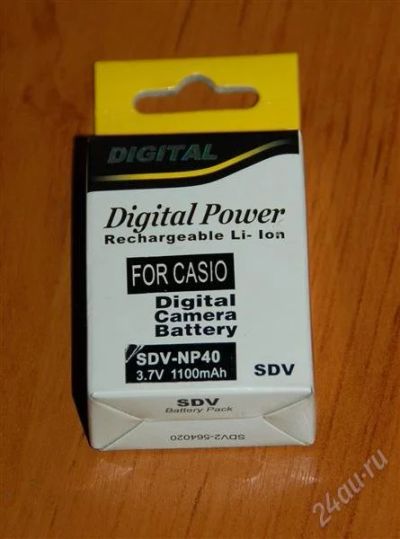 DIGITAL
Digital Power
Rechargeable Li- Ion
FOR CASIO
Digital
Camera
Battery
SDV-NP40
3.7V 1100mAh
SDV
SDV
Battery Pack
SDV2-564020
24au.ru